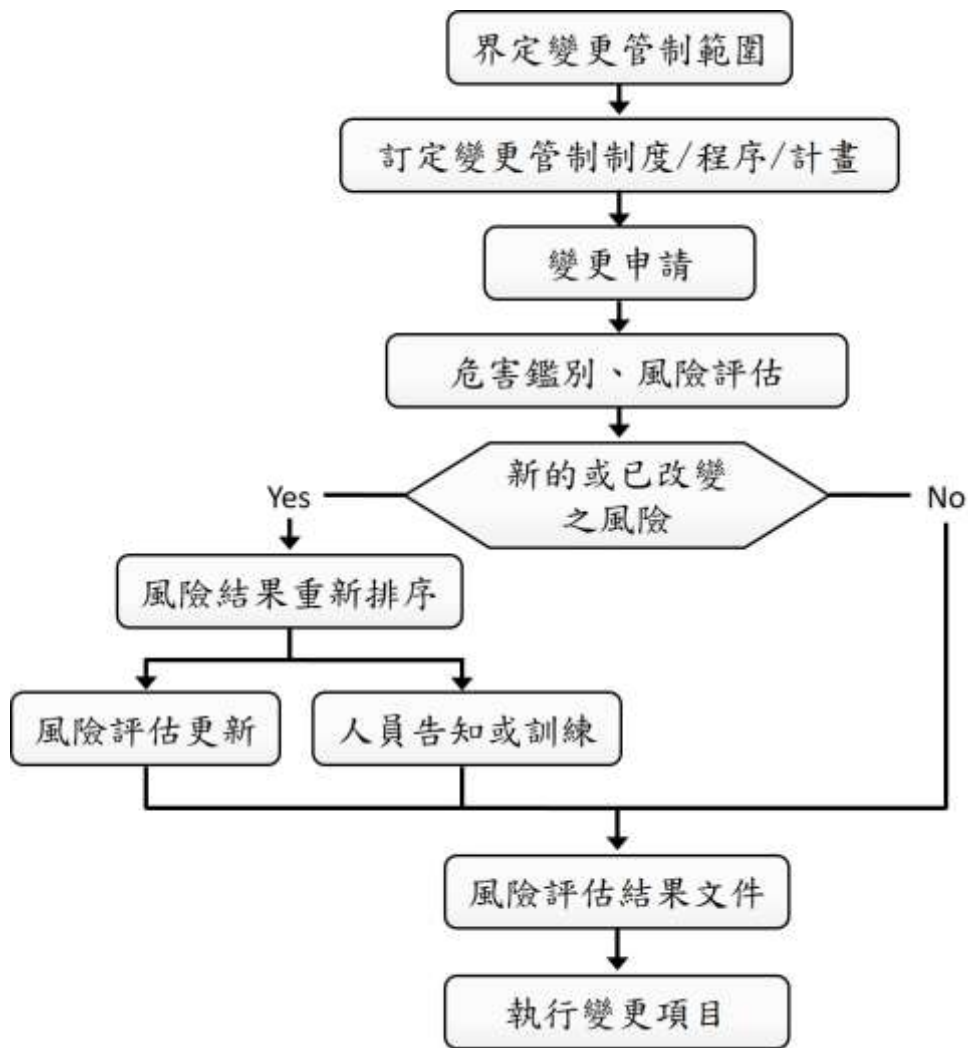 界定變更管制範圍
訂定變更管制制度/程序/計畫
變更申請
危害鑑別、風險評估
新的或已改變
之風險
Yes
No
風險結果重新排序
風險評估更新
人員告知或訓練
風險評估結果文件
執行變更項目